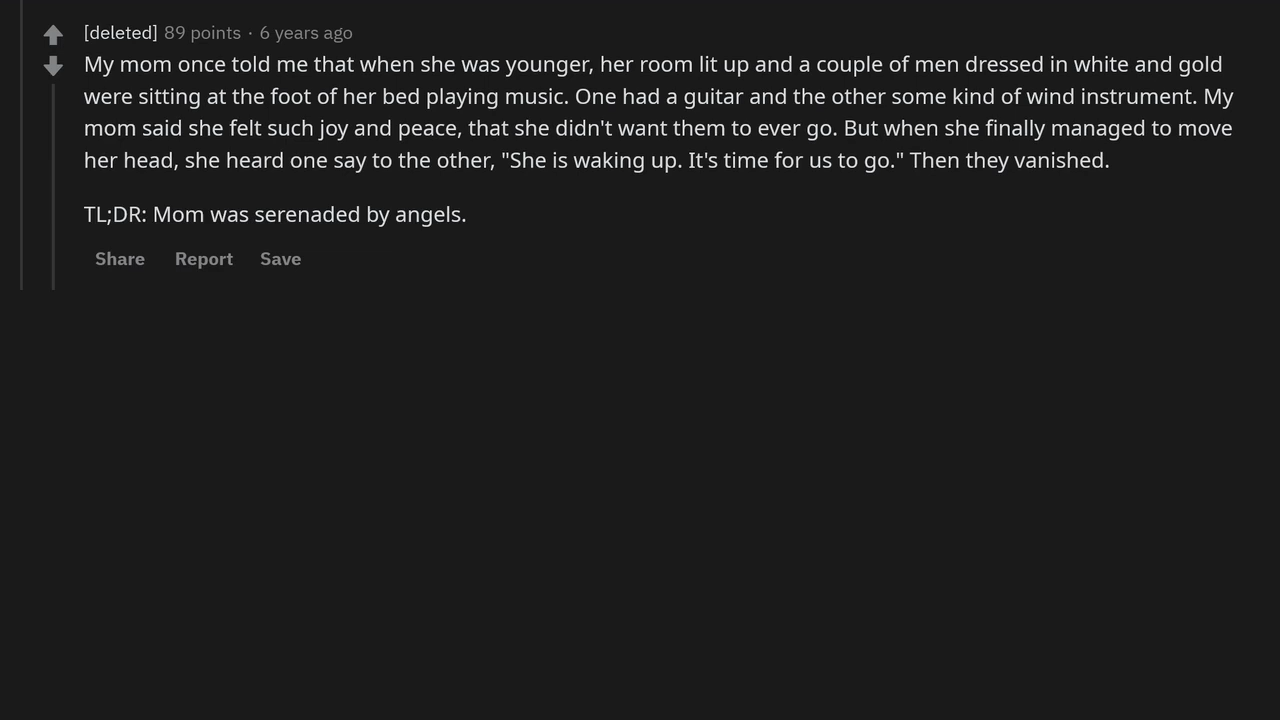 [deleted] 89 points · 6 years ago
My mom once told me that when she was younger, her room lit up and a couple of men dressed in white and gold
were sitting at the foot of her bed playing music. One had a guitar and the other some kind of wind instrument. My
mom said she felt such joy and peace, that she didn't want them to ever go. But when she finally managed to move
her head, she heard one say to the other, "She is waking up. It's time for us to go." Then they vanished.
TL;DR: Mom was serenaded by angels.
Share Report Save